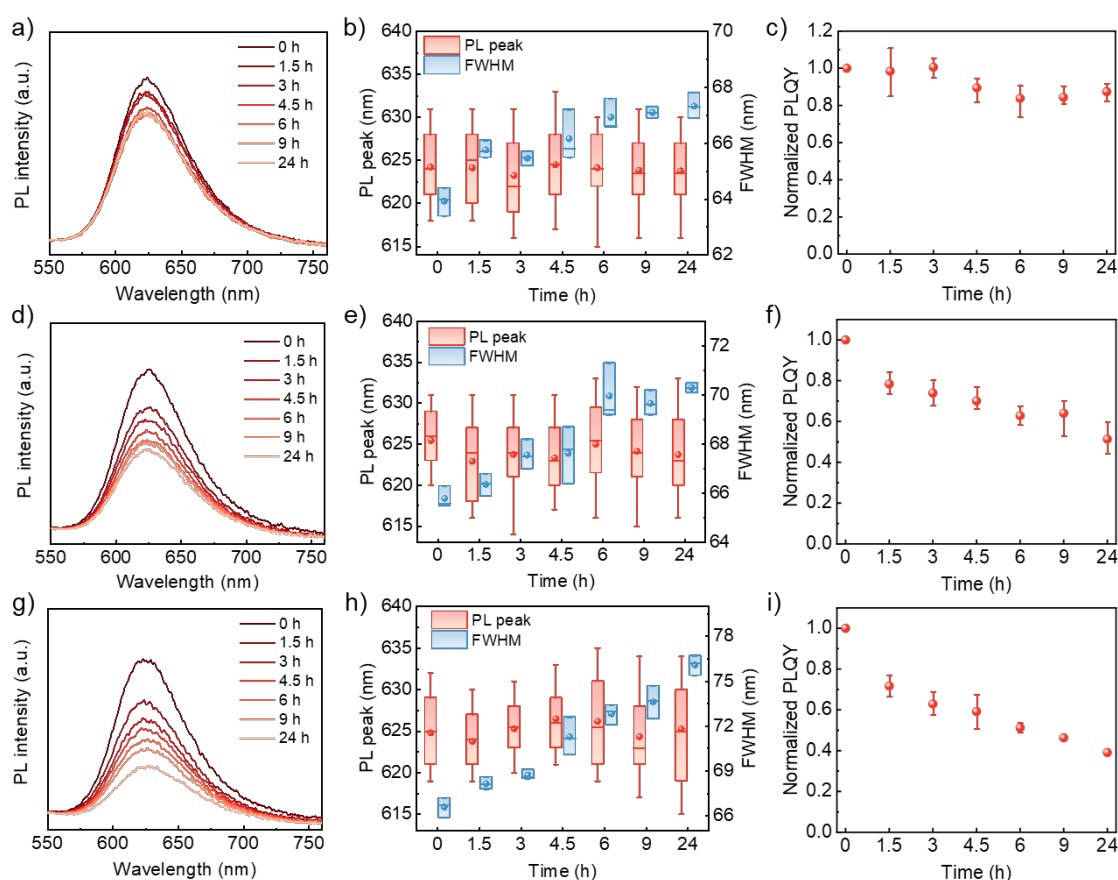 a)
PL intensity (a.u.)
0 h
1.5 h
3 h
4.5 h
6 h
9 h
24 h
550 600 650 700 750
Wavelength (nm)
b)
PL peak (nm)
640
635
630
625
620
615
PL peak
FWHM
70
68
66
64
62
FWHM (nm)
0 1.5 3 4.5 6 9 24
Time (h)
c)
Normalized PLQY
1.2
1.0
0.8
0.6
0.4
0.2
0.0
0 1.5 3 4.5 6 9 24
Time (h)
d)
PL intensity (a.u.)
0 h
1.5 h
3 h
4.5 h
6 h
9 h
24 h
550 600 650 700 750
Wavelength (nm)
e)
PL peak (nm)
640
635
630
625
620
615
PL peak
FWHM
72
70
68
66
64
FWHM (nm)
0 1.5 3 4.5 6 9 24
Time (h)
f)
Normalized PLQY
1.0
0.8
0.6
0.4
0.2
0.0
0 1.5 3 4.5 6 9 24
Time (h)
g)
PL intensity (a.u.)
0 h
1.5 h
3 h
4.5 h
6 h
9 h
24 h
550 600 650 700 750
Wavelength (nm)
h)
PL peak (nm)
640
635
630
625
620
615
PL peak
FWHM
78
75
72
69
66
FWHM (nm)
0 1.5 3 4.5 6 9 24
Time (h)
i)
Normalized PLQY
1.0
0.8
0.6
0.4
0.2
0.0
0 1.5 3 4.5 6 9 24
Time (h)